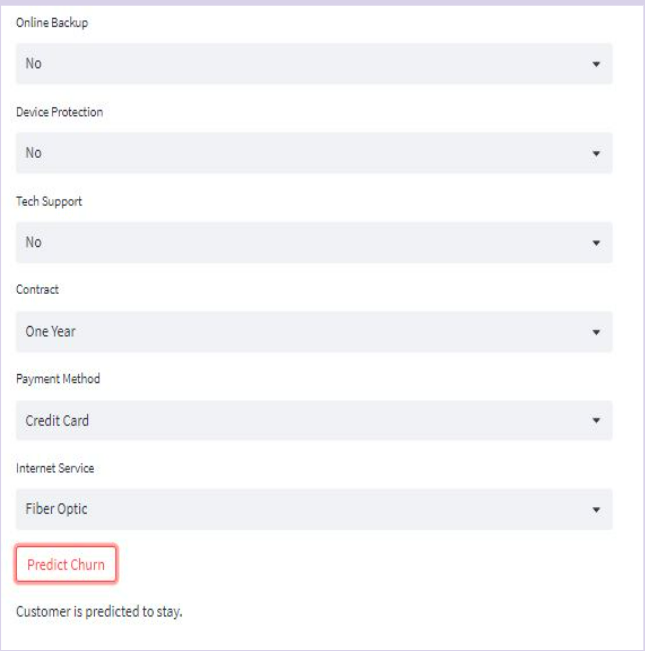 Online Backup
No
Device Protection
No
Tech Support
No
Contract
One Year
Payment Method
Credit Card
Internet Service
Fiber Optic
Predict Churn
Customer is predicted to stay.